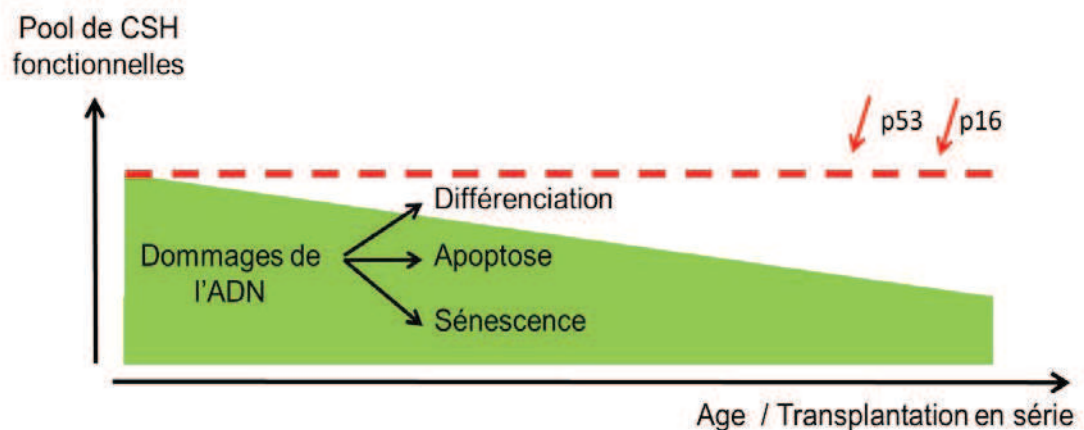 Pool de CSH
fonctionnelles
p53
p16
Différenciation
Dommages de
l'ADN
Apoptose
Sénescence
Age / Transplantation en série